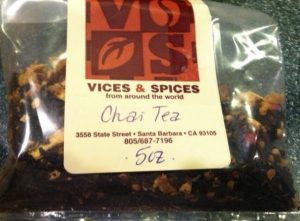 VOS
VICES & SPICES
from around the world
Chai Tea
3558 State Street • Santa Barbara • CA 93105
805/687-7196
5oz